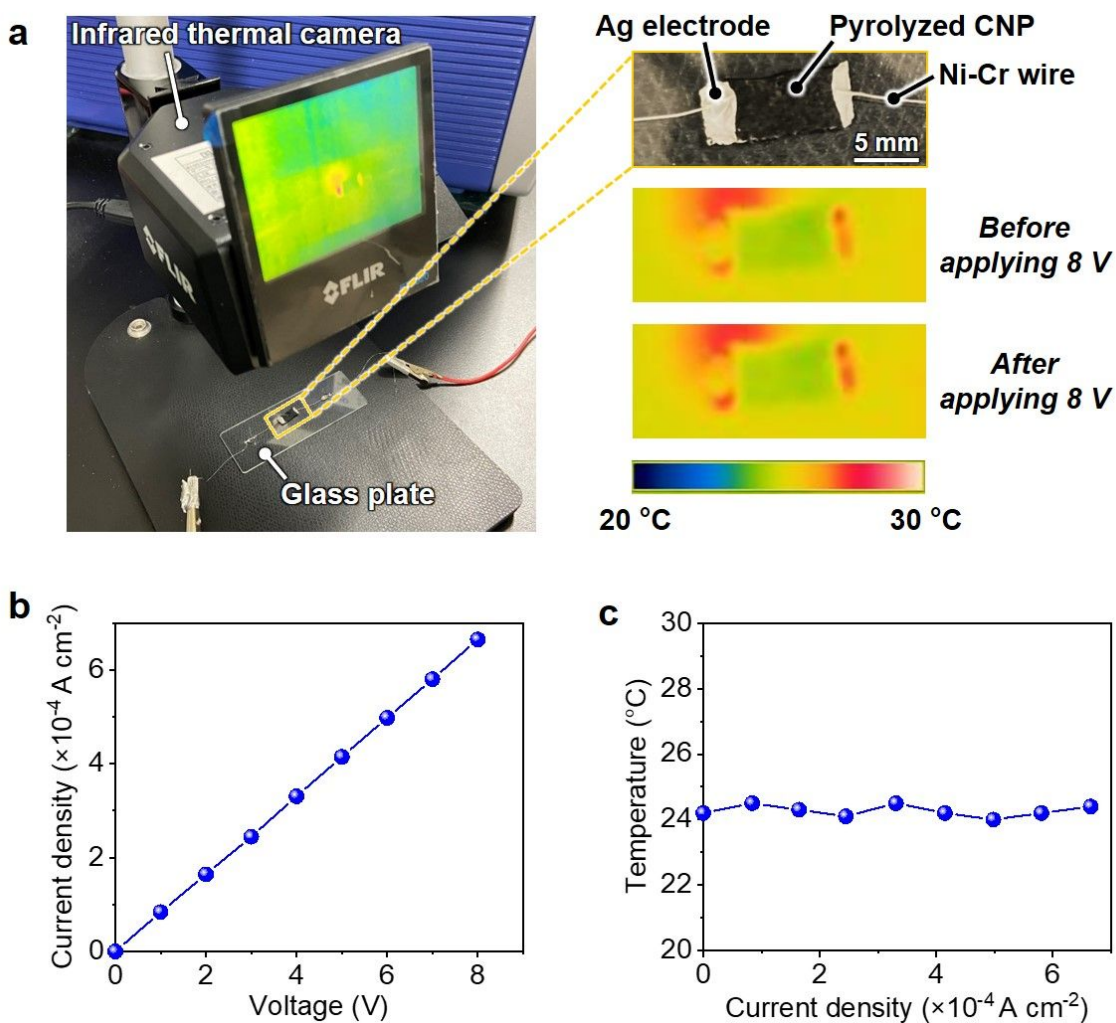 a
Infrared thermal camera
FLIR
Glass plate
Ag electrode
Pyrolyzed CNP
Ni-Cr wire
5 mm
Before
applying 8 V
After
applying 8 V
20 °C
30 °C
b
Current density (×10⁻⁴ A cm⁻²)
6
4
2
0
0 2 4 6 8
Voltage (V)
c
Temperature (°C)
30
28
26
24
22
20
0 2 4 6
Current density (×10⁻⁴ A cm⁻²)